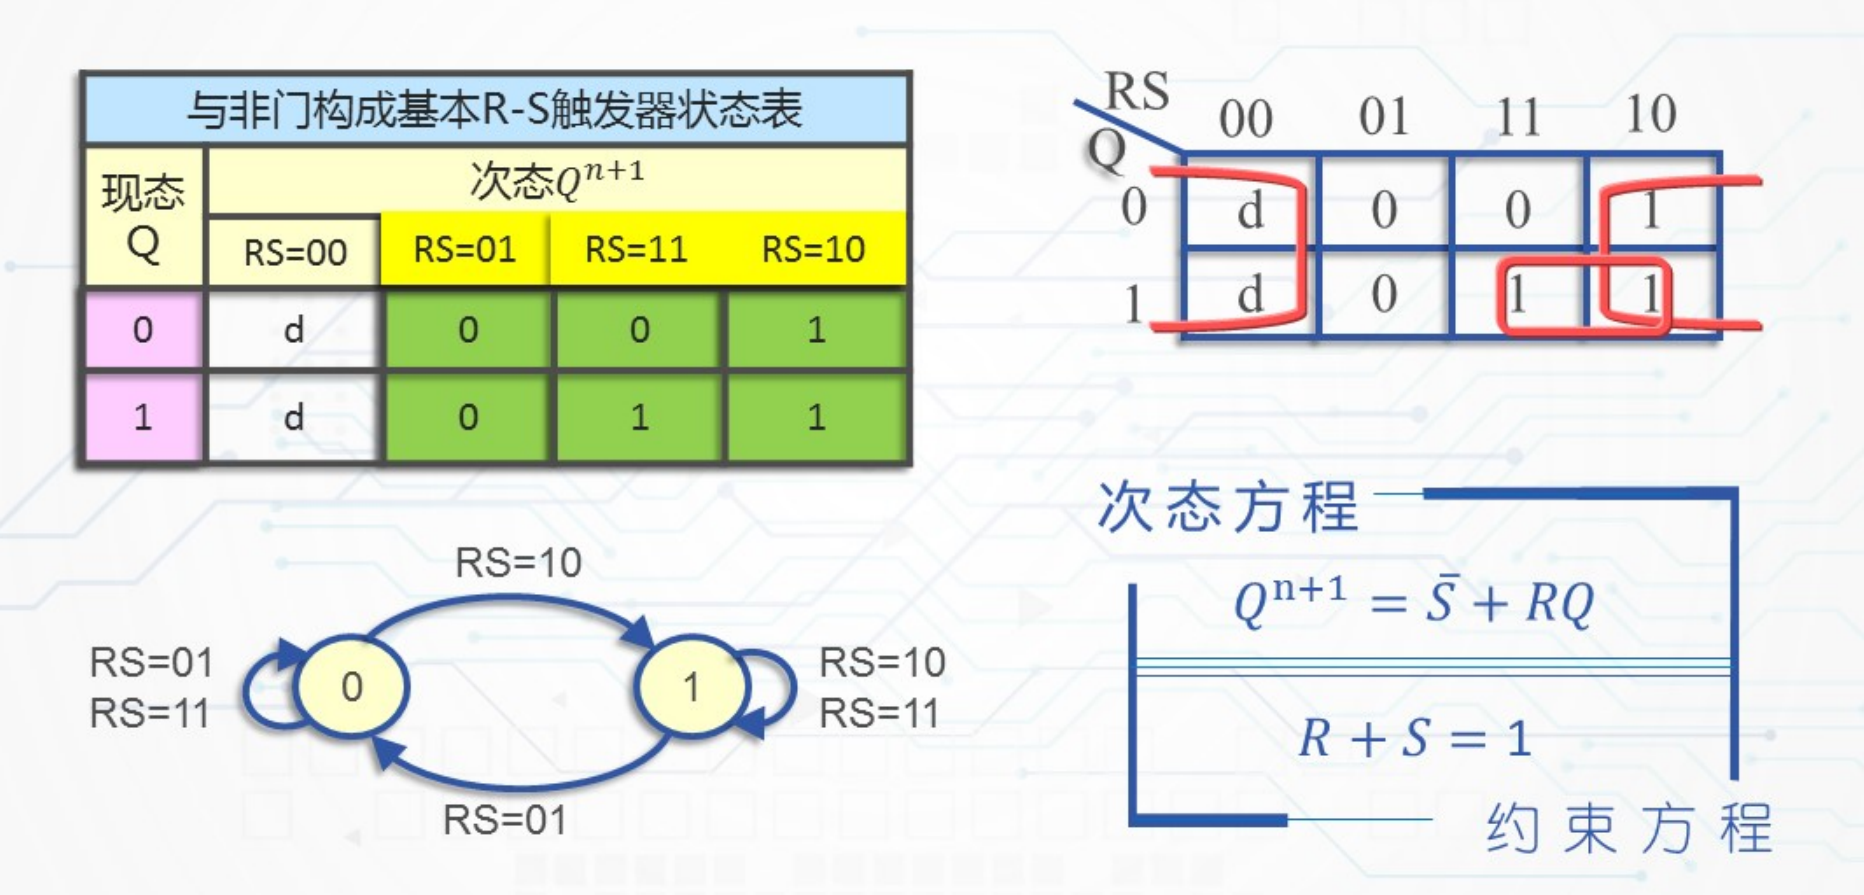 与非门构成基本R-S触发器状态表
现态 Q 次态Qⁿ⁺¹
RS=00 RS=01 RS=11 RS=10
0 d 0 0 1
1 d 0 1 1
RS
Q
00 01 11 10
0 d 0 0 1
1 d 0 1 1
RS=10
RS=01
RS=11
0
1
RS=10
RS=11
RS=01
次态方程
Qⁿ⁺¹ = S̄ + RQ
R + S = 1
约束方程